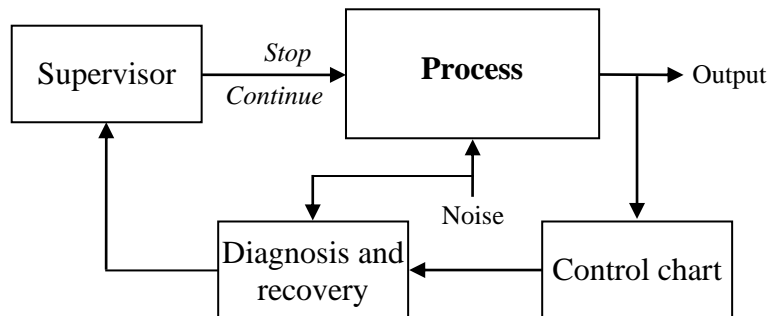 Supervisor
Stop
Continue
Process
Output
Noise
Diagnosis and
recovery
Control chart